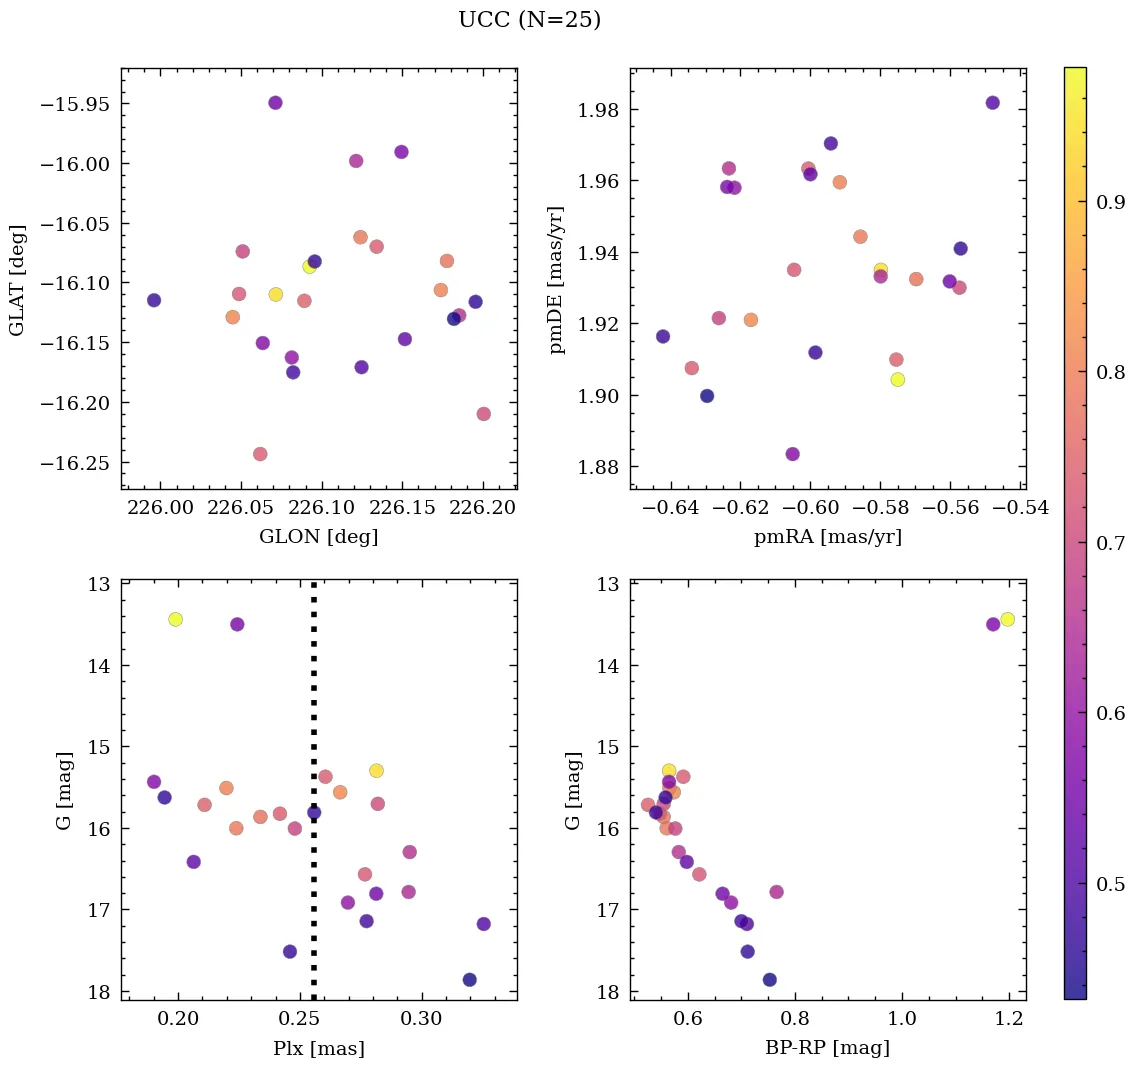 UCC (N=25)
−15.95
−16.00
−16.05
−16.10
−16.15
−16.20
−16.25
GLAT [deg]
226.00 226.05 226.10 226.15 226.20
GLON [deg]
1.98
1.96
1.94
1.92
1.90
1.88
pmDE [mas/yr]
−0.64 −0.62 −0.60 −0.58 −0.56 −0.54
pmRA [mas/yr]
13
14
15
16
17
18
G [mag]
0.20 0.25 0.30
Plx [mas]
13
14
15
16
17
18
G [mag]
0.6 0.8 1.0 1.2
BP-RP [mag]
0.9
0.8
0.7
0.6
0.5